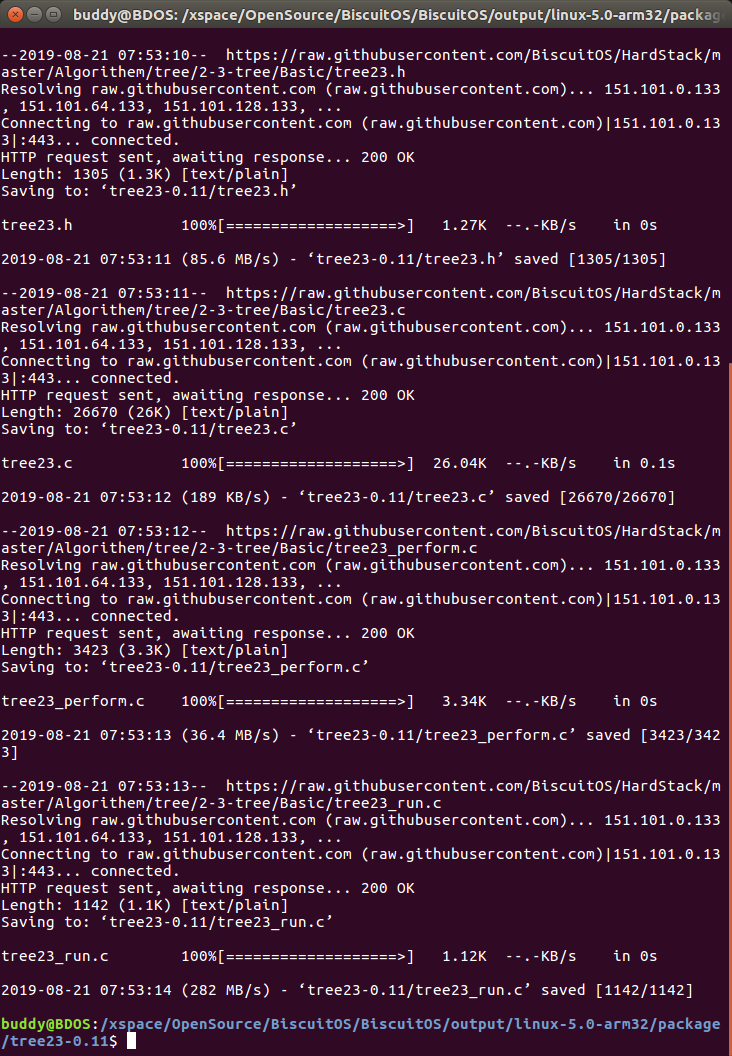 buddy@BDOS: /xspace/OpenSource/BiscuitOS/BiscuitOS/output/linux-5.0-arm32/package
--2019-08-21 07:53:10--  https://raw.githubusercontent.com/BiscuitOS/HardStack/m
aster/Algorithem/tree/2-3-tree/Basic/tree23.h
Resolving raw.githubusercontent.com (raw.githubusercontent.com)... 151.101.0.133
, 151.101.64.133, 151.101.128.133, ...
Connecting to raw.githubusercontent.com (raw.githubusercontent.com)|151.101.0.13
3|:443... connected.
HTTP request sent, awaiting response... 200 OK
Length: 1305 (1.3K) [text/plain]
Saving to: ‘tree23-0.11/tree23.h’
tree23.h            100%[===================>]   1.27K  --.-KB/s    in 0s
2019-08-21 07:53:11 (85.6 MB/s) - ‘tree23-0.11/tree23.h’ saved [1305/1305]
--2019-08-21 07:53:11--  https://raw.githubusercontent.com/BiscuitOS/HardStack/m
aster/Algorithem/tree/2-3-tree/Basic/tree23.c
Resolving raw.githubusercontent.com (raw.githubusercontent.com)... 151.101.0.133
, 151.101.64.133, 151.101.128.133, ...
Connecting to raw.githubusercontent.com (raw.githubusercontent.com)|151.101.0.13
3|:443... connected.
HTTP request sent, awaiting response... 200 OK
Length: 26670 (26K) [text/plain]
Saving to: ‘tree23-0.11/tree23.c’
tree23.c            100%[===================>]  26.04K  --.-KB/s    in 0.1s
2019-08-21 07:53:12 (189 KB/s) - ‘tree23-0.11/tree23.c’ saved [26670/26670]
--2019-08-21 07:53:12--  https://raw.githubusercontent.com/BiscuitOS/HardStack/m
aster/Algorithem/tree/2-3-tree/Basic/tree23_perform.c
Resolving raw.githubusercontent.com (raw.githubusercontent.com)... 151.101.0.133
, 151.101.64.133, 151.101.128.133, ...
Connecting to raw.githubusercontent.com (raw.githubusercontent.com)|151.101.0.13
3|:443... connected.
HTTP request sent, awaiting response... 200 OK
Length: 3423 (3.3K) [text/plain]
Saving to: ‘tree23-0.11/tree23_perform.c’
tree23_perform.c    100%[===================>]   3.34K  --.-KB/s    in 0s
2019-08-21 07:53:13 (36.4 MB/s) - ‘tree23-0.11/tree23_perform.c’ saved [3423/342
3]
--2019-08-21 07:53:13--  https://raw.githubusercontent.com/BiscuitOS/HardStack/m
aster/Algorithem/tree/2-3-tree/Basic/tree23_run.c
Resolving raw.githubusercontent.com (raw.githubusercontent.com)... 151.101.0.133
, 151.101.64.133, 151.101.128.133, ...
Connecting to raw.githubusercontent.com (raw.githubusercontent.com)|151.101.0.13
3|:443... connected.
HTTP request sent, awaiting response... 200 OK
Length: 1142 (1.1K) [text/plain]
Saving to: ‘tree23-0.11/tree23_run.c’
tree23_run.c        100%[===================>]   1.12K  --.-KB/s    in 0s
2019-08-21 07:53:14 (282 MB/s) - ‘tree23-0.11/tree23_run.c’ saved [1142/1142]
buddy@BDOS:/xspace/OpenSource/BiscuitOS/BiscuitOS/output/linux-5.0-arm32/package
/tree23-0.11$